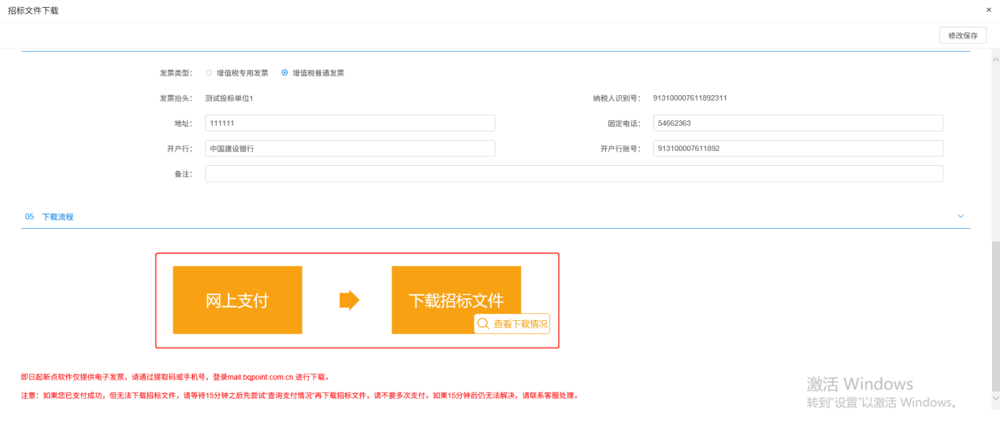 招标文件下载 ×
修改保存
发票类型： 增值税专用发票 增值税普通发票
发票抬头： 测试投标单位1 纳税人识别号： 913100007611892311
地址： 111111 固定电话： 54662363
开户行： 中国建设银行 开户行账号： 913100007611892
备注：
05 下载流程
网上支付 下载招标文件
查看下载情况
即日起新点软件仅提供电子发票，请通过提取码或手机号，登录mall.bqpoint.com.cn 进行下载。
注意：如果您已支付成功，但无法下载招标文件，请等待15分钟之后先尝试“查询支付情况”再下载招标文件，请不要多次支付。如果15分钟后仍无法解决，请联系客服处理。
激活 Windows
转到“设置”以激活 Windows。